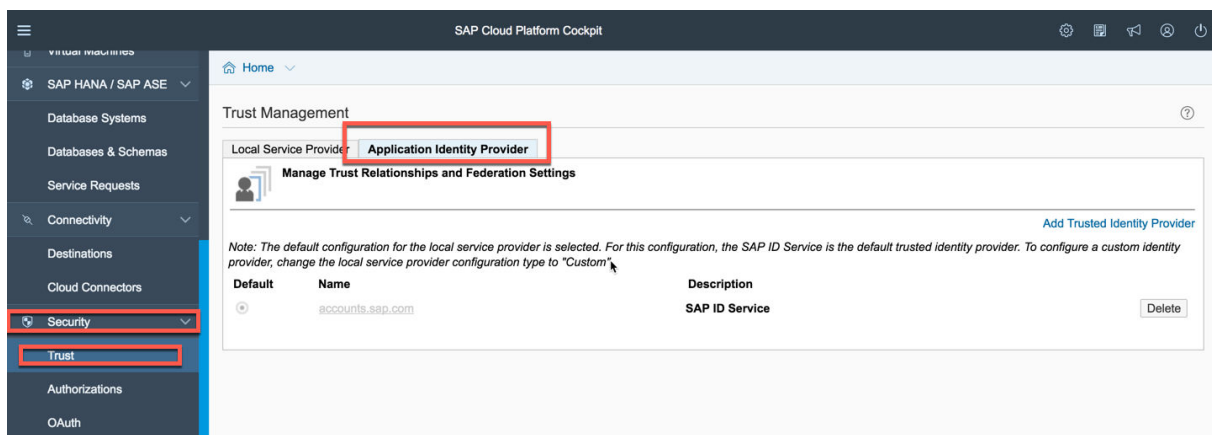 SAP Cloud Platform Cockpit
Virtual Machines
SAP HANA / SAP ASE
Database Systems
Databases & Schemas
Service Requests
Connectivity
Destinations
Cloud Connectors
Security
Trust
Authorizations
OAuth
Home
Trust Management
Local Service Provider
Application Identity Provider
Manage Trust Relationships and Federation Settings
Add Trusted Identity Provider
Note: The default configuration for the local service provider is selected. For this configuration, the SAP ID Service is the default trusted identity provider. To configure a custom identity
provider, change the local service provider configuration type to "Custom".
Default Name Description
accounts.sap.com SAP ID Service Delete